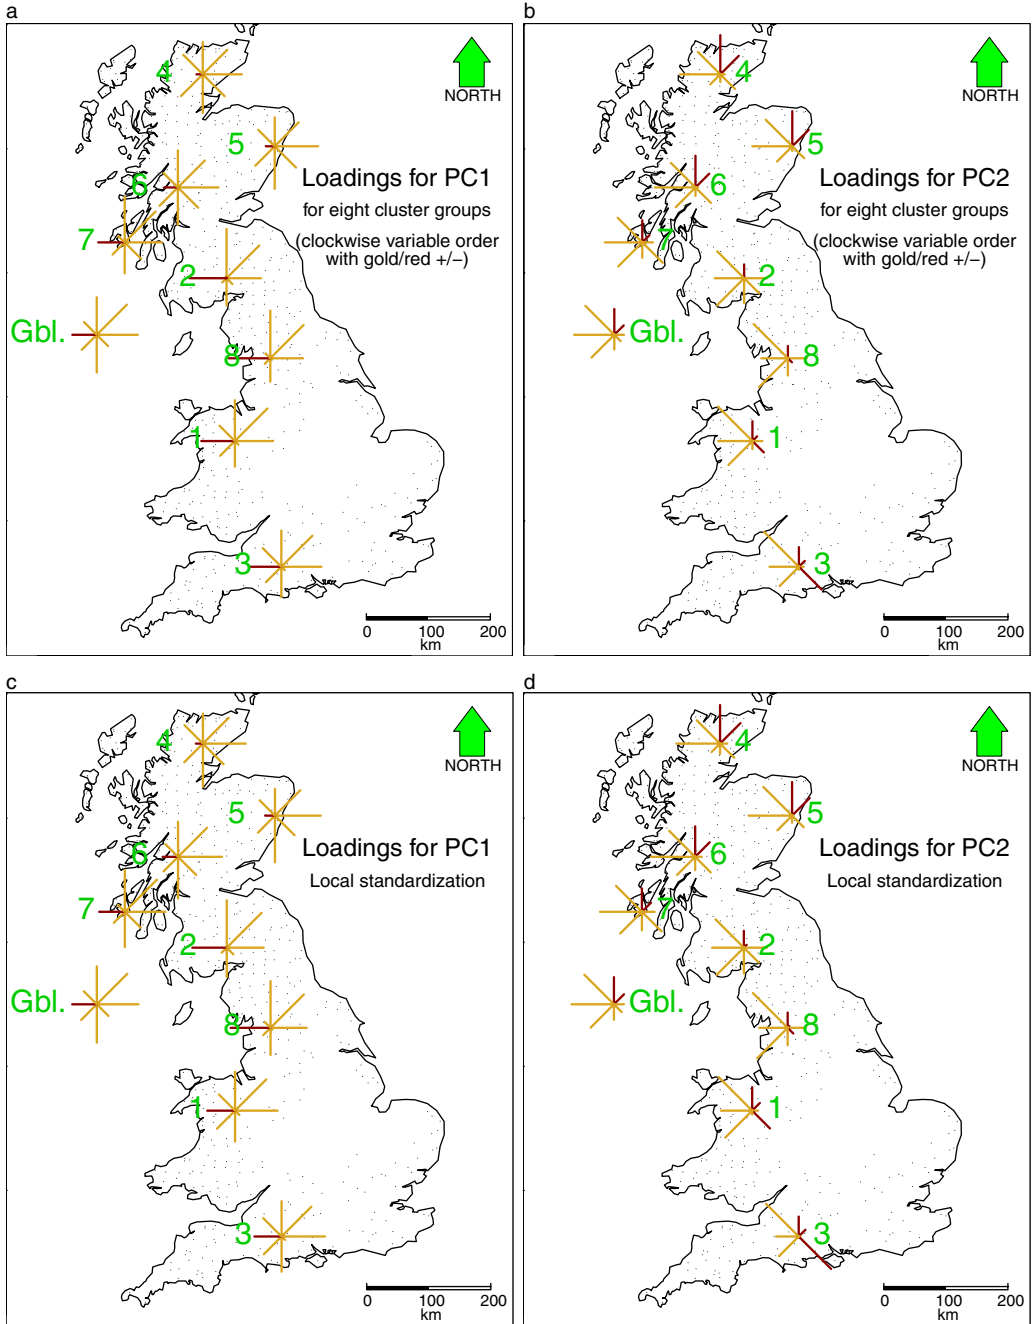 a
4
NORTH
5
6
Loadings for PC1
for eight cluster groups
(clockwise variable order
with gold/red +/−)
7
2
Gbl.
8
1
3
0 100 200
km
b
4
NORTH
5
6
Loadings for PC2
for eight cluster groups
(clockwise variable order
with gold/red +/−)
7
2
Gbl.
8
1
3
0 100 200
km
c
4
NORTH
5
6
Loadings for PC1
Local standardization
7
2
Gbl.
8
1
3
0 100 200
km
d
4
NORTH
5
6
Loadings for PC2
Local standardization
7
2
Gbl.
8
1
3
0 100 200
km